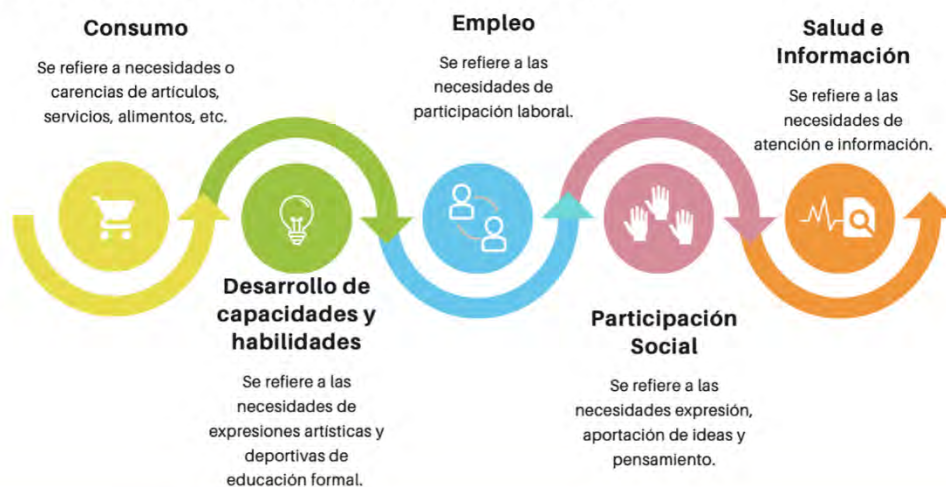 Consumo
Se refiere a necesidades o
carencias de artículos,
servicios, alimentos, etc.
Desarrollo de
capacidades y
habilidades
Se refiere a las
necesidades de
expresiones artísticas y
deportivas de
educación formal.
Empleo
Se refiere a las
necesidades de
participación laboral.
Participación
Social
Se refiere a las
necesidades expresión,
aportación de ideas y
pensamiento.
Salud e
Información
Se refiere a las
necesidades de
atención e información.